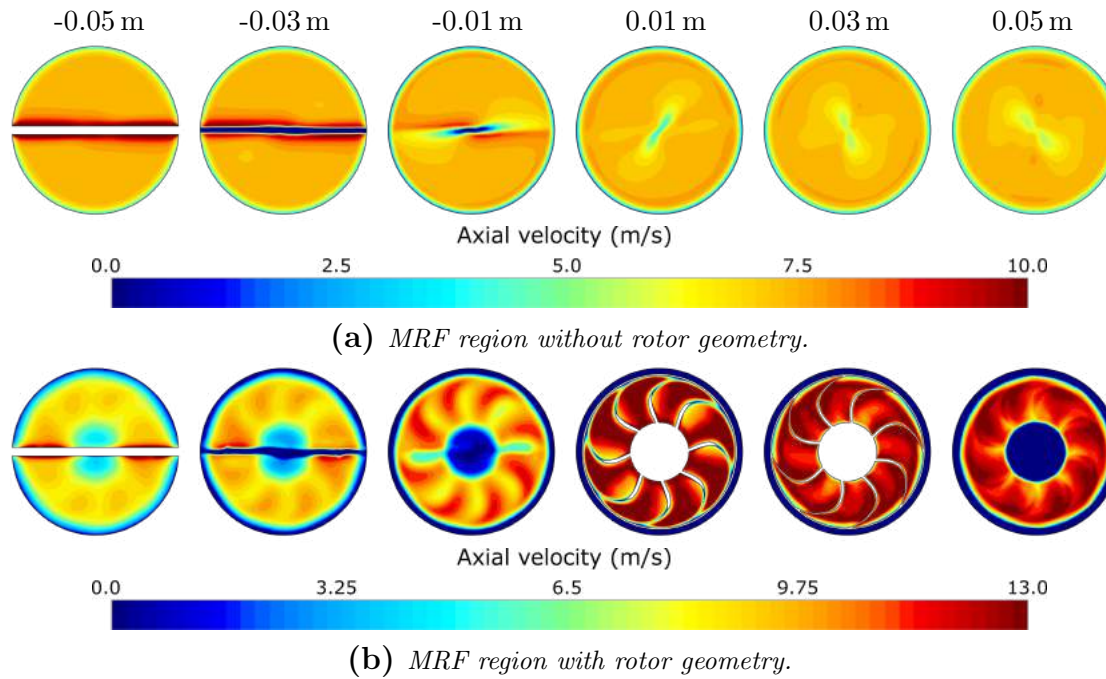 -0.05 m -0.03 m -0.01 m 0.01 m 0.03 m 0.05 m
Axial velocity (m/s)
0.0 2.5 5.0 7.5 10.0
(a) MRF region without rotor geometry.
Axial velocity (m/s)
0.0 3.25 6.5 9.75 13.0
(b) MRF region with rotor geometry.